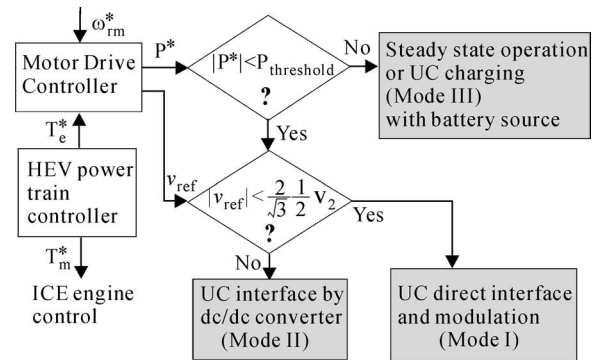 ω*rm
Motor Drive
Controller
P*
|P*|<Pthreshold
?
No
Steady state operation
or UC charging
(Mode III)
with battery source
Yes
T*e
HEV power
train
controller
vref
|vref|< 2/√3 1/2 V2
?
Yes
No
T*m
ICE engine
control
UC interface by
dc/dc converter
(Mode II)
UC direct interface
and modulation
(Mode I)